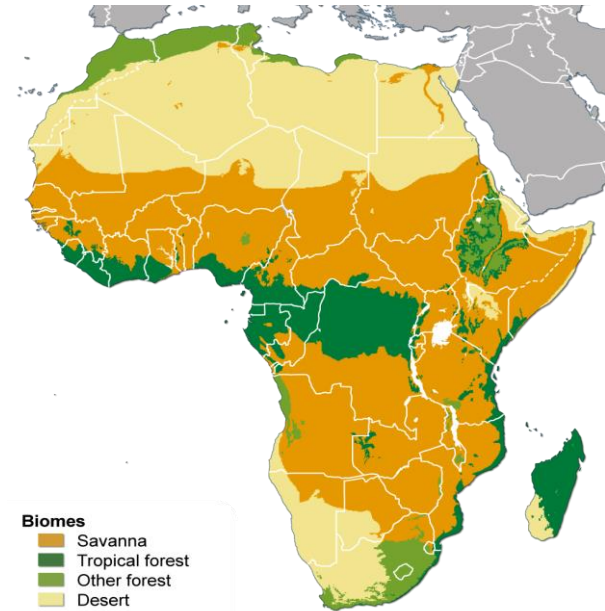 Biomes
Savanna
Tropical forest
Other forest
Desert